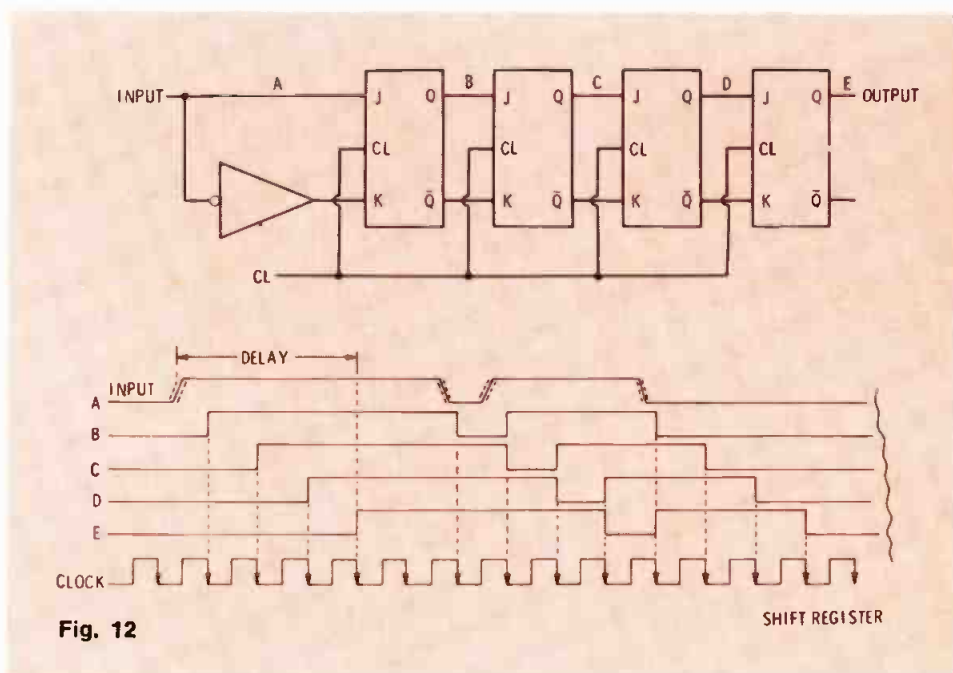 A B C D E
INPUT J Q J Q J Q J Q OUTPUT
CL CL CL CL
K Q̄ K Q̄ K Q̄ K Q̄
CL
DELAY
INPUT
A
B
C
D
E
CLOCK
SHIFT REGISTER
Fig. 12